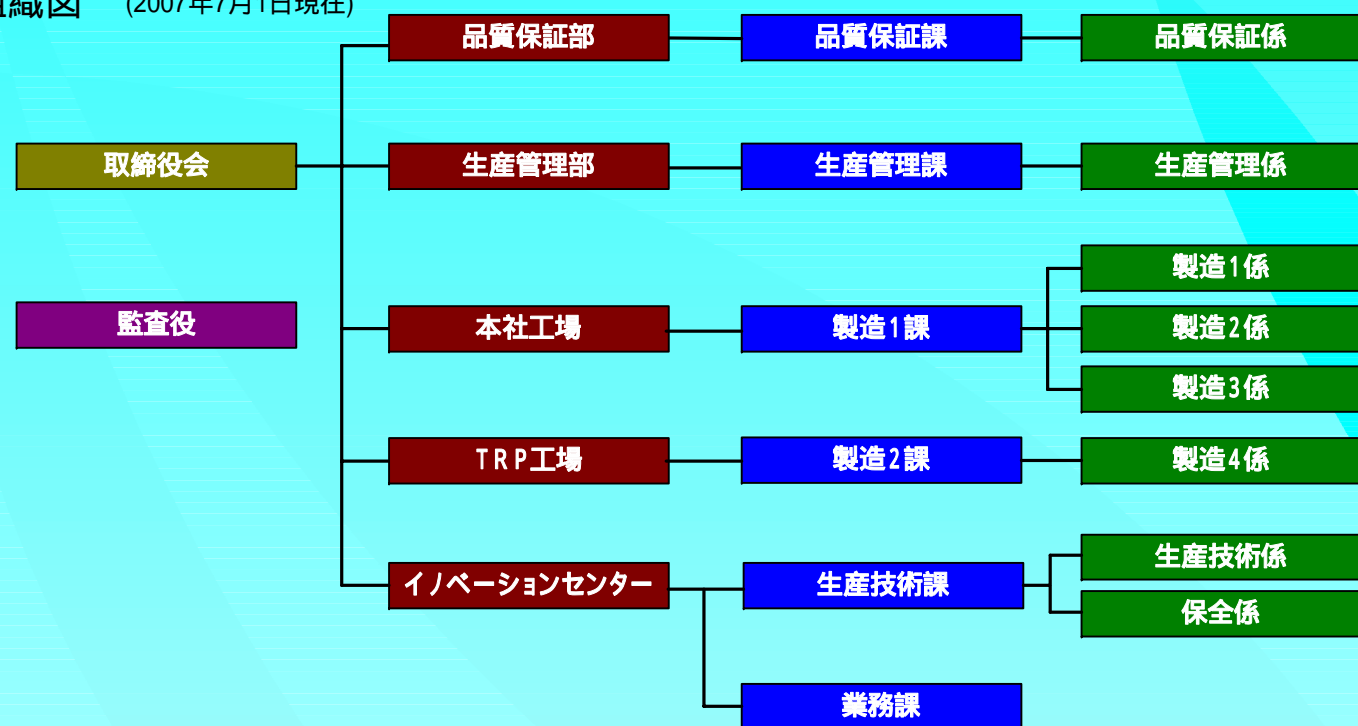 組織図 (2007年7月1日現在)
品質保証部 品質保証課 品質保証係
取締役会 生産管理部 生産管理課 生産管理係
製造1係
監査役 本社工場 製造1課 製造2係
製造3係
TRP工場 製造2課 製造4係
生産技術係
イノベーションセンター 生産技術課
保全係
業務課